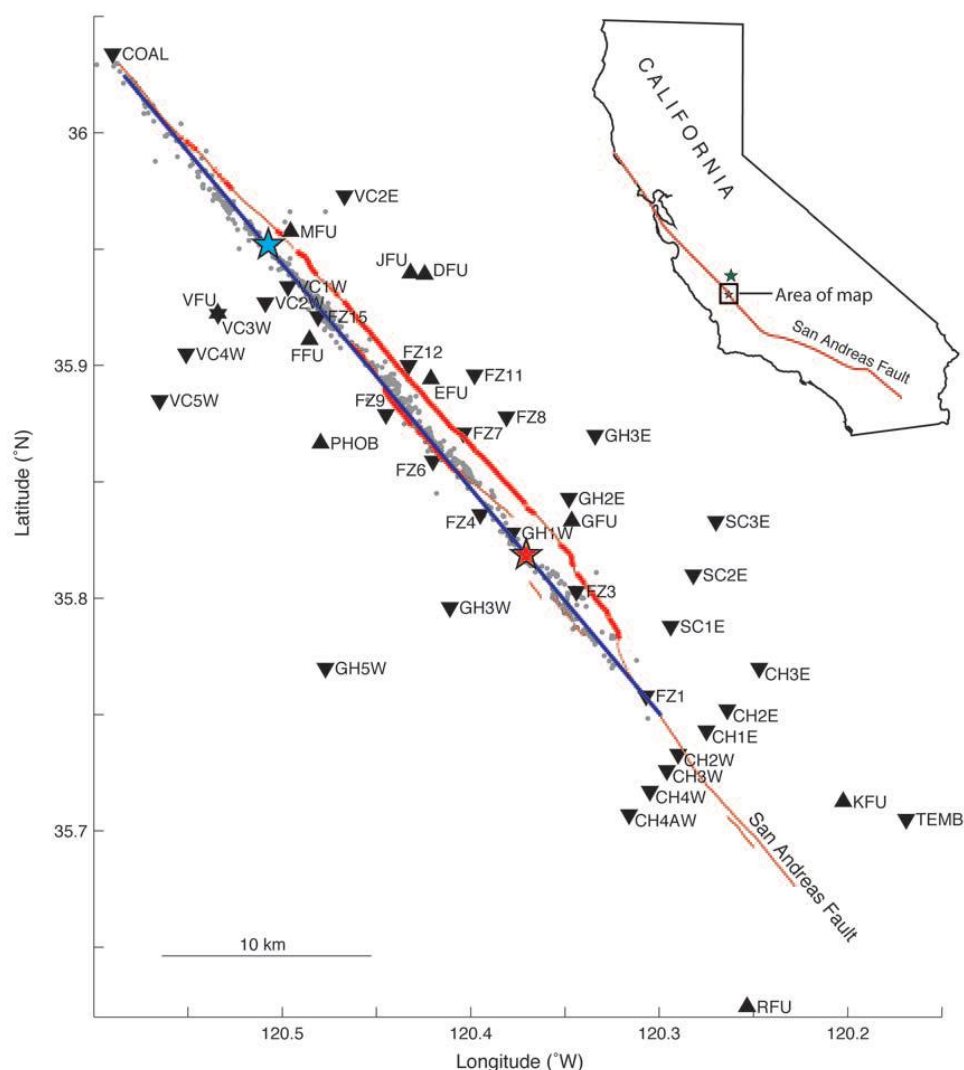 COAL
CALIFORNIA
36
VC2E
MFU
JFU
DFU
VC1W
VC2W
VFU
FZ15
VC3W
Area of map
San Andreas Fault
FFU
VC4W
FZ12
35.9
FZ11
EFU
VC5W
FZ9
FZ8
PHOB
FZ7
GH3E
FZ6
Latitude (°N)
GH2E
FZ4
GFU
SC3E
GH1W
SC2E
35.8
FZ3
GH3W
SC1E
GH5W
CH3E
FZ1
CH2E
CH1E
CH2W
CH3W
CH4W
KFU
CH4AW
TEMB
35.7
San Andreas Fault
10 km
RFU
120.5
120.4
120.3
120.2
Longitude (°W)